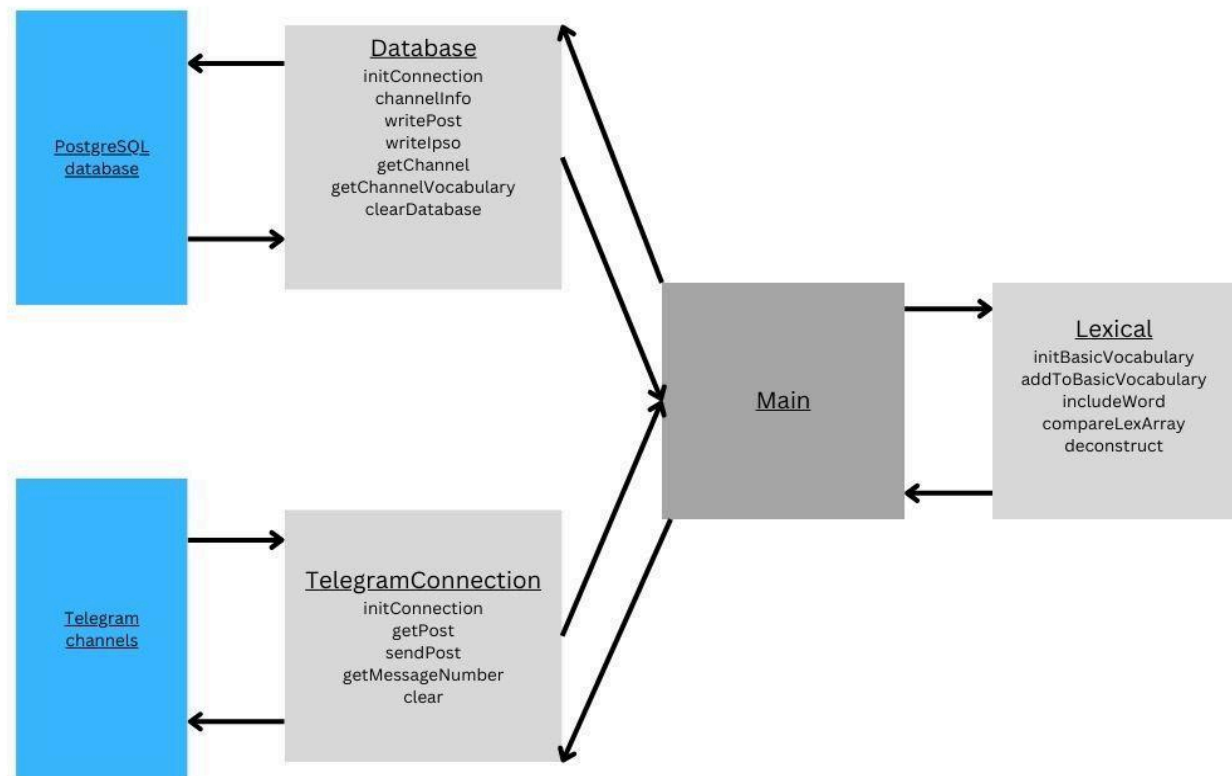 PostgreSQL
database
Database
initConnection
channelInfo
writePost
writeIpso
getChannel
getChannelVocabulary
clearDatabase
Main
Lexical
initBasicVocabulary
addToBasicVocabulary
includeWord
compareLexArray
deconstruct
Telegram
channels
TelegramConnection
initConnection
getPost
sendPost
getMessageNumber
clear